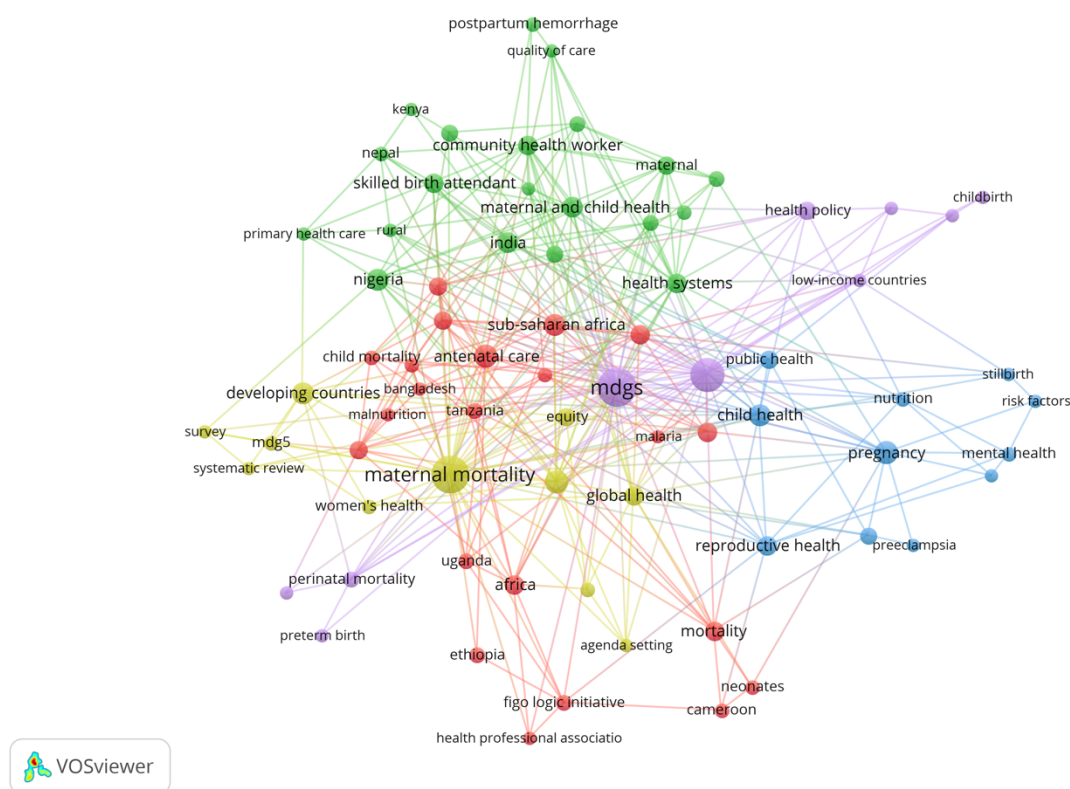 postpartum hemorrhage
quality of care
kenya
community health worker
nepal
maternal
skilled birth attendant
childbirth
maternal and child health
health policy
primary health care
rural
india
nigeria
health systems
low-income countries
sub-saharan africa
child mortality
antenatal care
public health
stillbirth
mdgs
bangladesh
developing countries
nutrition
risk factors
malnutrition
tanzania
equity
child health
survey
mdg5
malaria
pregnancy
mental health
systematic review
maternal mortality
global health
women's health
reproductive health
preeclampsia
uganda
perinatal mortality
africa
preterm birth
mortality
agenda setting
ethiopia
neonates
figo logic initiative
cameroon
health professional associatio
VOSviewer